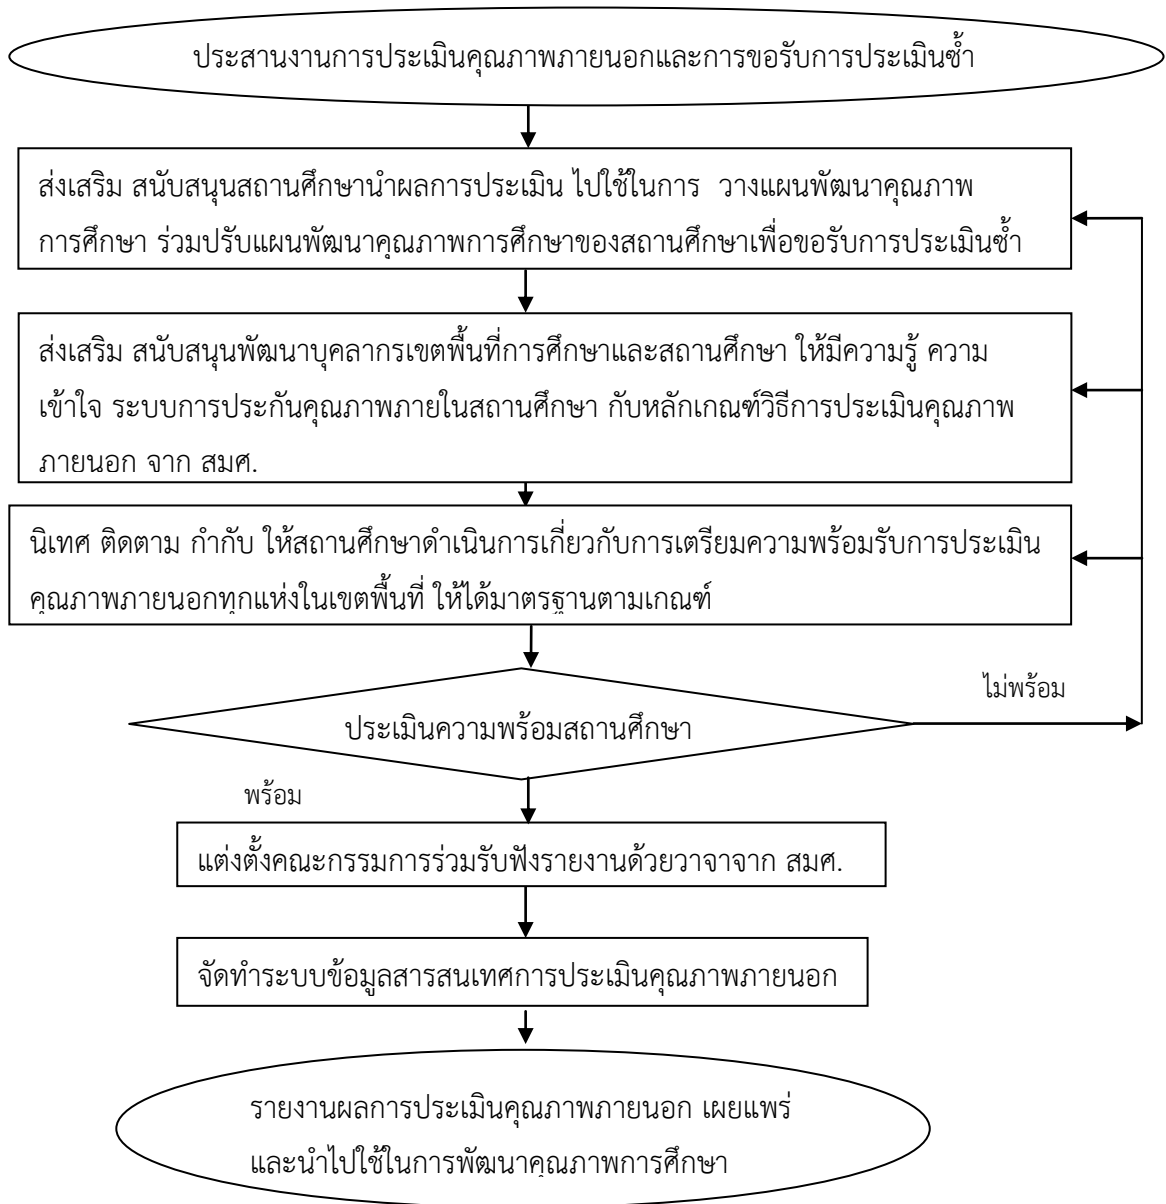 ประสานงานการประเมินคุณภาพภายนอกและการขอรับการประเมินซ้ำ
ส่งเสริม สนับสนุนสถานศึกษานำผลการประเมิน ไปใช้ในการ วางแผนพัฒนาคุณภาพ
การศึกษา ร่วมปรับแผนพัฒนาคุณภาพการศึกษาของสถานศึกษาเพื่อขอรับการประเมินซ้ำ
ส่งเสริม สนับสนุนพัฒนาบุคลากรเขตพื้นที่การศึกษาและสถานศึกษา ให้มีความรู้ ความ
เข้าใจ ระบบการประกันคุณภาพภายในสถานศึกษา กับหลักเกณฑ์วิธีการประเมินคุณภาพ
ภายนอก จาก สมศ.
นิเทศ ติดตาม กำกับ ให้สถานศึกษาดำเนินการเกี่ยวกับการเตรียมความพร้อมรับการประเมิน
คุณภาพภายนอกทุกแห่งในเขตพื้นที่ ให้ได้มาตรฐานตามเกณฑ์
ไม่พร้อม
ประเมินความพร้อมสถานศึกษา
พร้อม
แต่งตั้งคณะกรรมการร่วมรับฟังรายงานด้วยวาจาจาก สมศ.
จัดทำระบบข้อมูลสารสนเทศการประเมินคุณภาพภายนอก
รายงานผลการประเมินคุณภาพภายนอก เผยแพร่
และนำไปใช้ในการพัฒนาคุณภาพการศึกษา